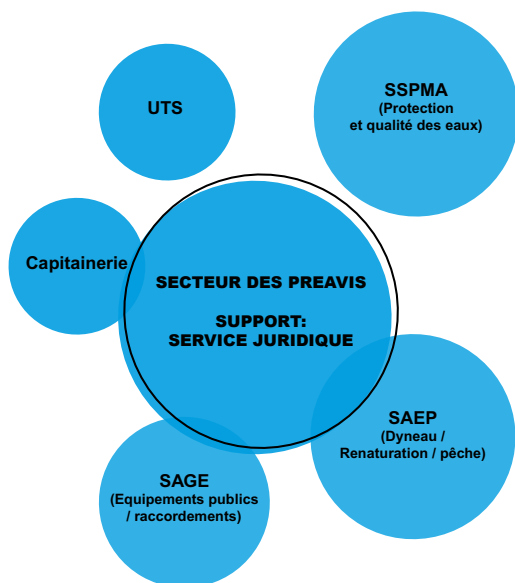 UTS
SSPMA
(Protection
et qualité des eaux)
Capitainerie
SECTEUR DES PREAVIS
SUPPORT:
SERVICE JURIDIQUE
SAEP
(Dyneau /
Renaturation / pêche)
SAGE
(Equipements publics
/ raccordements)